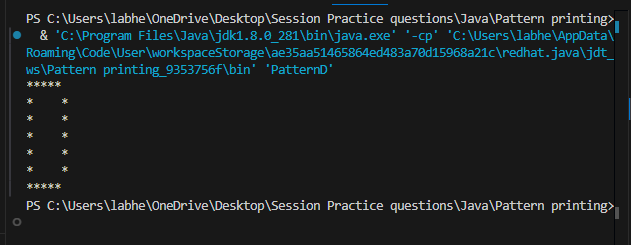 PS C:\Users\labhe\OneDrive\Desktop\Session Practice questions\Java\Pattern printing>
& 'C:\Program Files\Java\jdk1.8.0_281\bin\java.exe' '-cp' 'C:\Users\labhe\AppData\
Roaming\Code\User\workspaceStorage\ae35aa51465864ed483a70d15968a21c\redhat.java\jdt_
ws\Pattern printing_9353756f\bin' 'PatternD'
*****
*    *
*    *
*    *
*    *
*    *
*****
PS C:\Users\labhe\OneDrive\Desktop\Session Practice questions\Java\Pattern printing>